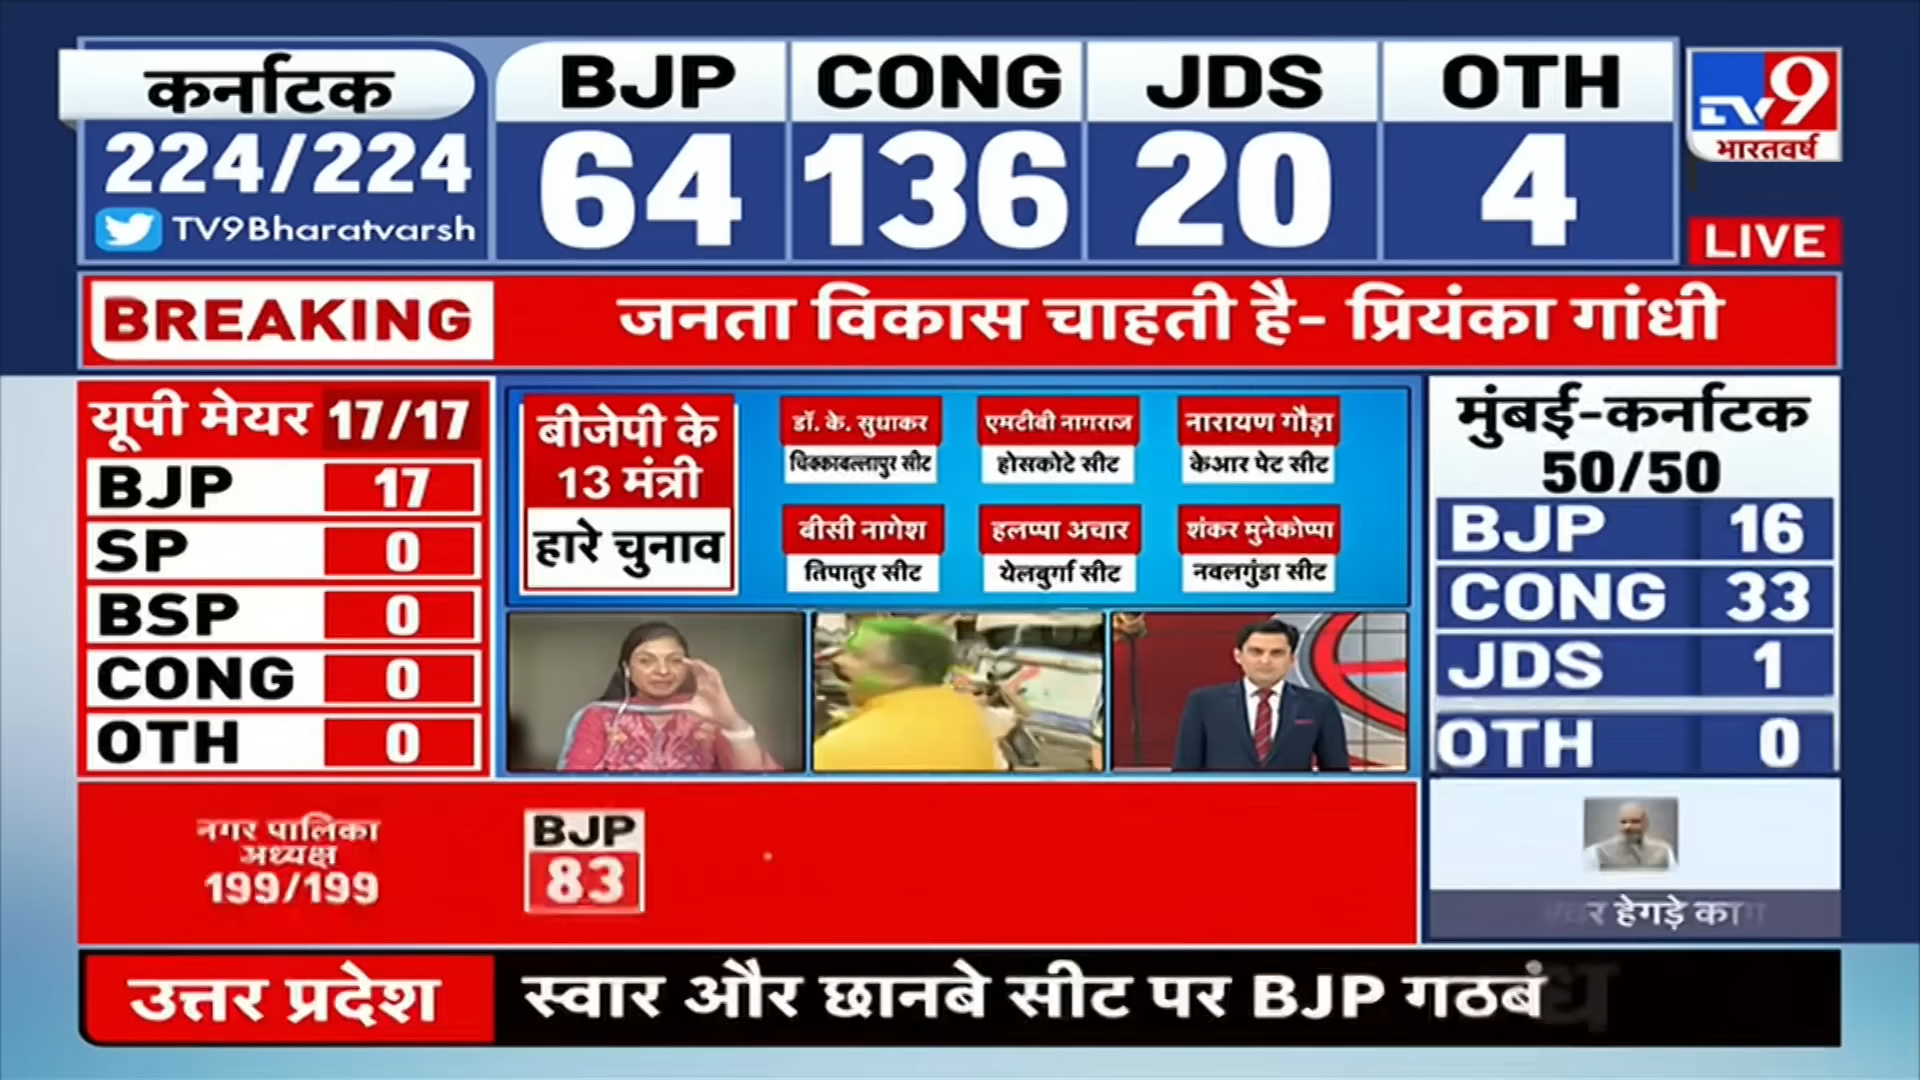 कर्नाटक
224/224
TV9Bharatvarsh
BJP CONG JDS OTH
64 136 20 4
TV9
भारतवर्ष
LIVE
BREAKING
जनता विकास चाहती है- प्रियंका गांधी
यूपी मेयर 17/17
BJP 17
SP 0
BSP 0
CONG 0
OTH 0
बीजेपी के
13 मंत्री
हारे चुनाव
डॉ. के. सुधाकर
चिक्काबल्लापुर सीट
एमटीबी नागराज
होसकोटे सीट
नारायण गौड़ा
केआर पेट सीट
बीसी नागेश
तिपातुर सीट
हलप्पा अचार
येलबुर्गा सीट
शंकर मुनेकोप्पा
नवलगुंडा सीट
मुंबई-कर्नाटक
50/50
BJP 16
CONG 33
JDS 1
OTH 0
नगर पालिका
अध्यक्ष
199/199
BJP
83
हेगड़े
उत्तर प्रदेश
स्वार और छानबे सीट पर BJP गठबंध